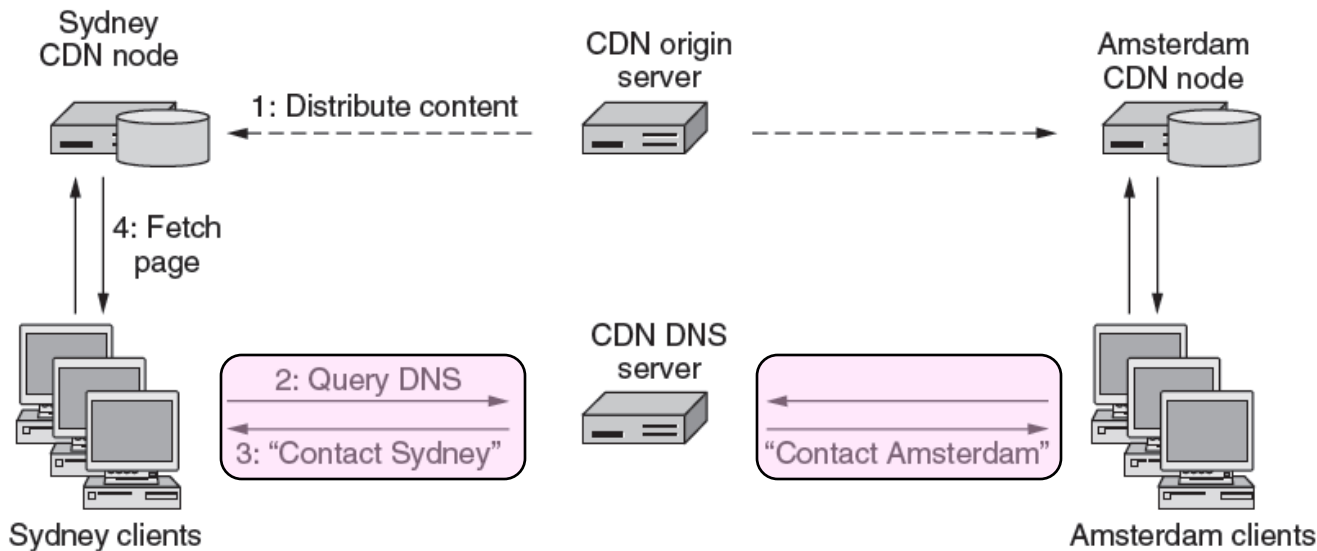 Sydney
CDN node
CDN origin
server
Amsterdam
CDN node
1: Distribute content
4: Fetch
page
CDN DNS
server
2: Query DNS
3: “Contact Sydney”
“Contact Amsterdam”
Sydney clients
Amsterdam clients